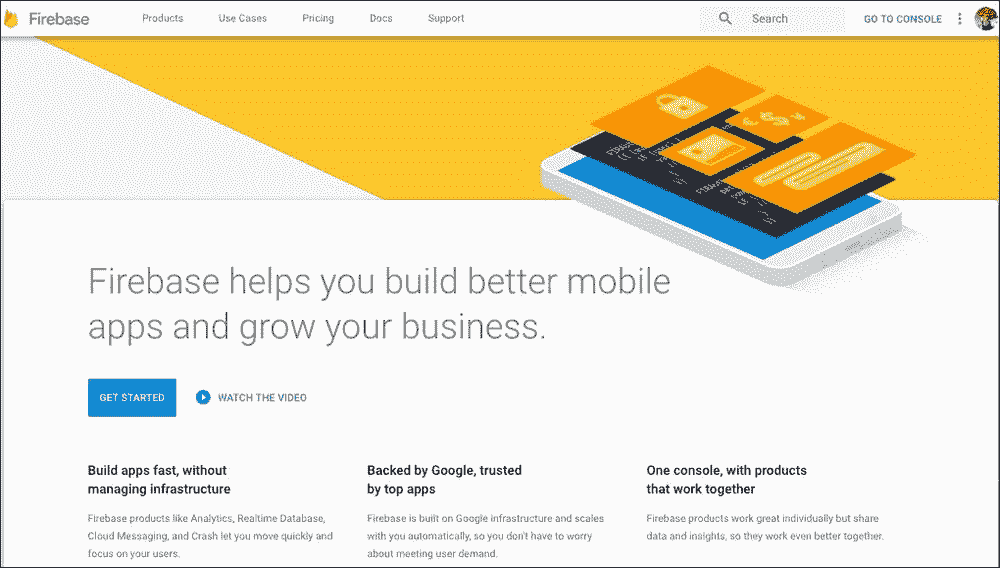 Firebase Products Use Cases Pricing Docs Support Search GO TO CONSOLE
Firebase helps you build better mobile
apps and grow your business.
GET STARTED WATCH THE VIDEO
Build apps fast, without
managing infrastructure
Firebase products like Analytics, Realtime Database,
Cloud Messaging, and Crash let you move quickly and
focus on your users.
Backed by Google, trusted
by top apps
Firebase is built on Google infrastructure and scales
with you automatically, so you don't have to worry
about meeting user demand.
One console, with products
that work together
Firebase products work great individually but share
data and insights, so they work even better together.